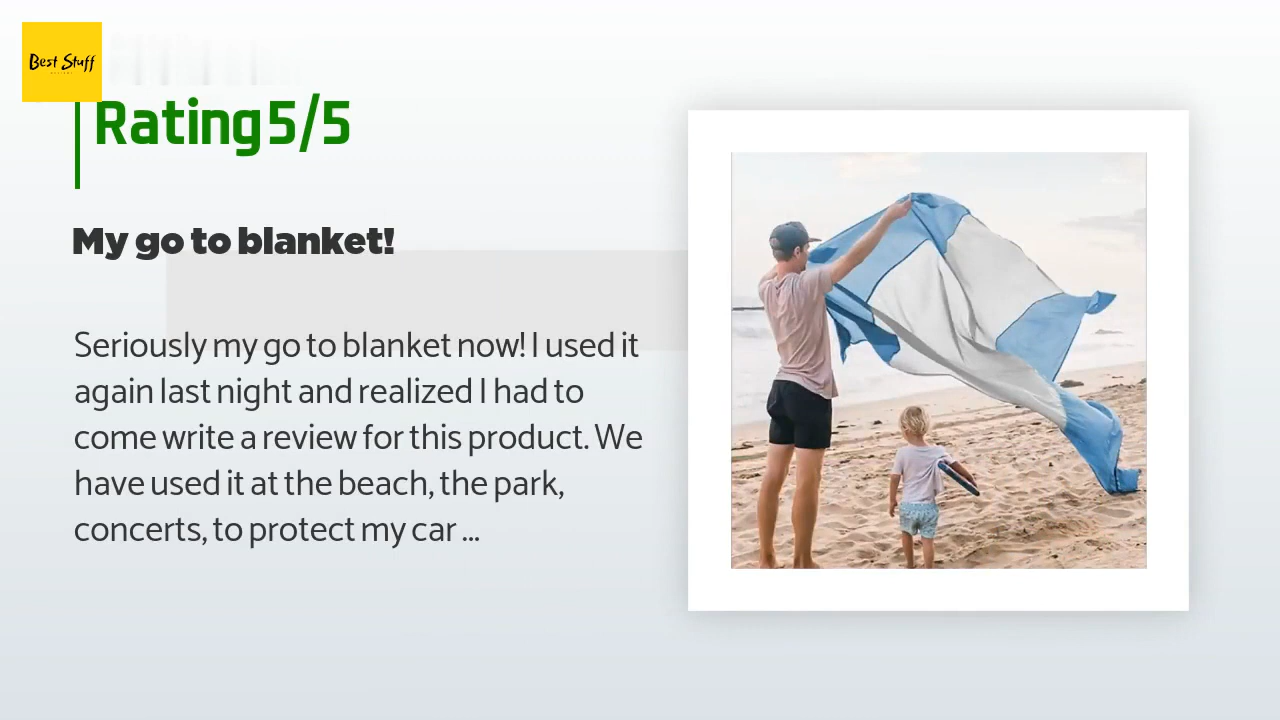 Best Stuff
Rating 5/5
My go to blanket!
Seriously my go to blanket now! I used it
again last night and realized I had to
come write a review for this product. We
have used it at the beach, the park,
concerts, to protect my car ...